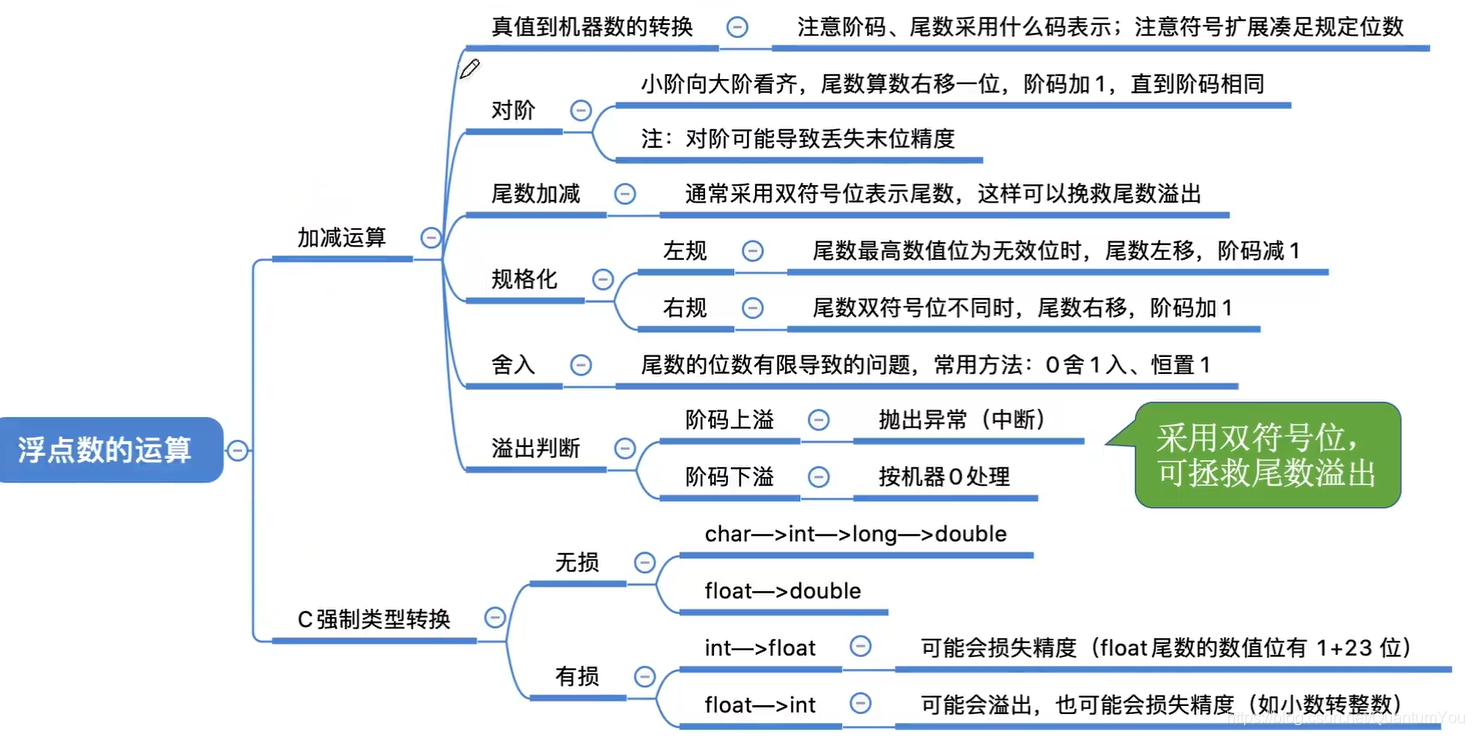 浮点数的运算
加减运算
真值到机器数的转换
注意阶码、尾数采用什么码表示；注意符号扩展凑足规定位数
对阶
小阶向大阶看齐，尾数算数右移一位，阶码加1，直到阶码相同
注：对阶可能导致丢失末位精度
尾数加减
通常采用双符号位表示尾数，这样可以挽救尾数溢出
规格化
左规
尾数最高数值位为无效位时，尾数左移，阶码减1
右规
尾数双符号位不同时，尾数右移，阶码加1
舍入
尾数的位数有限导致的问题，常用方法：0舍1入、恒置1
溢出判断
阶码上溢
抛出异常（中断）
阶码下溢
按机器0处理
采用双符号位，
可拯救尾数溢出
C强制类型转换
无损
char—>int—>long—>double
float—>double
有损
int—>float
可能会损失精度（float尾数的数值位有 1+23 位）
float—>int
可能会溢出，也可能会损失精度（如小数转整数）
https://blog.csdn.net/QuantumYou